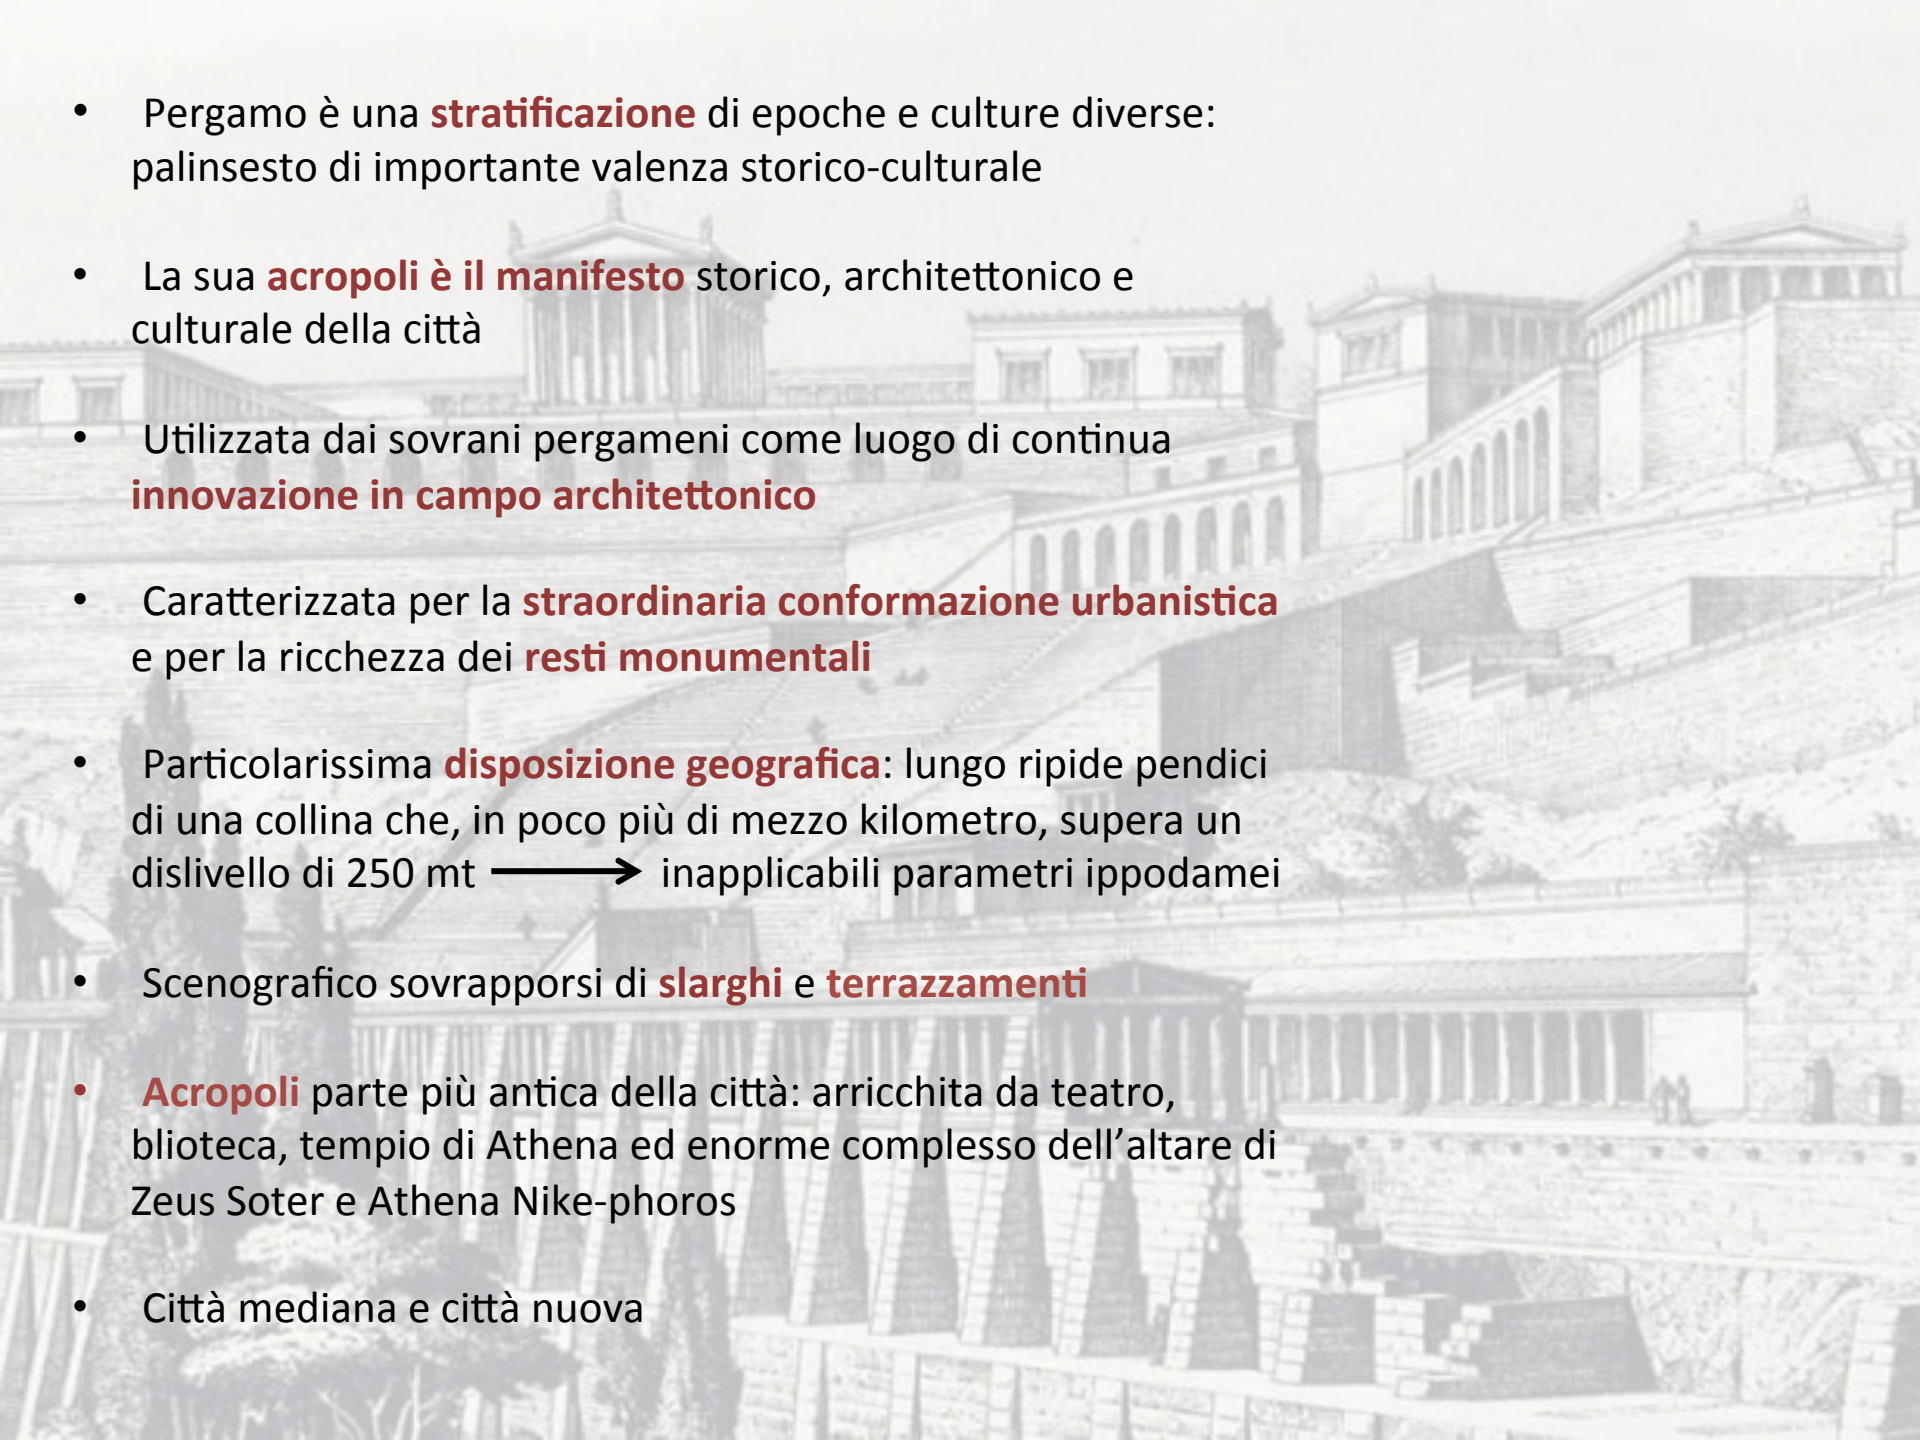 • Pergamo è una stratificazione di epoche e culture diverse:
palinsesto di importante valenza storico-culturale
• La sua acropoli è il manifesto storico, architettonico e
culturale della città
• Utilizzata dai sovrani pergameni come luogo di continua
innovazione in campo architettonico
• Caratterizzata per la straordinaria conformazione urbanistica
e per la ricchezza dei resti monumentali
• Particolarissima disposizione geografica: lungo ripide pendici
di una collina che, in poco più di mezzo kilometro, supera un
dislivello di 250 mt → inapplicabili parametri ippodamei
• Scenografico sovrapporsi di slarghi e terrazzamenti
• Acropoli parte più antica della città: arricchita da teatro,
blioteca, tempio di Athena ed enorme complesso dell’altare di
Zeus Soter e Athena Nike-phoros
• Città mediana e città nuova